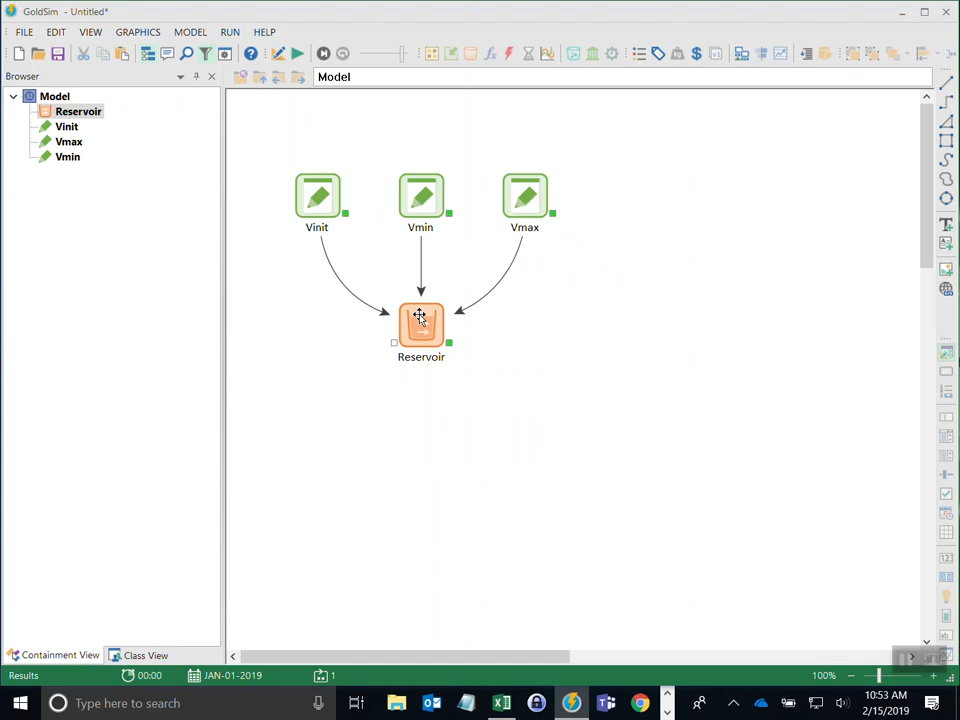 GoldSim - Untitled*
FILE EDIT VIEW GRAPHICS MODEL RUN HELP
Browser
Model
Model
Reservoir
Vinit
Vmax
Vmin
Vinit Vmin Vmax
Reservoir
Containment View Class View
Results 00:00 JAN-01-2019 1 100%
Type here to search
10:53 AM
2/15/2019